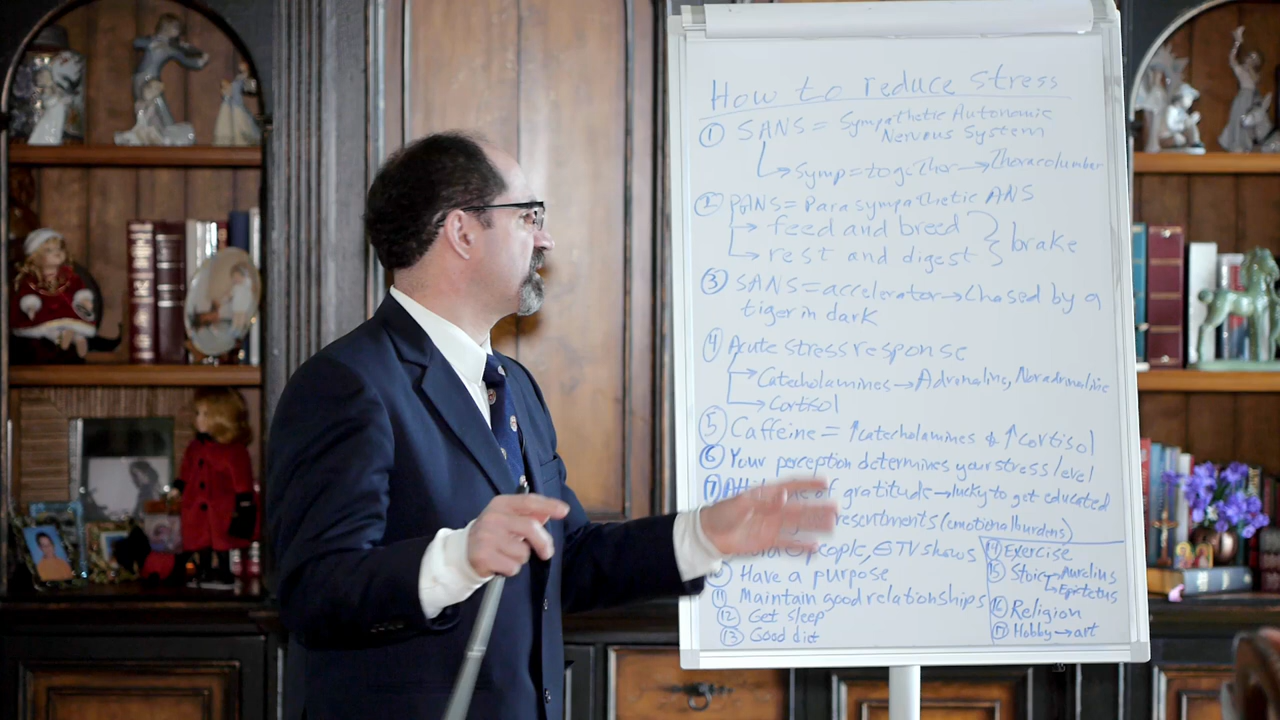 How to reduce stress
① SANS = Sympathetic Autonomic
Nervous System
↳ Symp = together → Thoracolumbar
② PANS = Parasympathetic ANS
→ feed and breed
→ rest and digest } brake
③ SANS = accelerator → Chased by a
tiger in dark
④ Acute stress response
→ Catecholamines → Adrenaline, Noradrenaline
→ Cortisol
⑤ Caffeine = ↑catecholamines & ↑cortisol
⑥ Your perception determines your stress level
⑦ of gratitude → lucky to get educated
resentments (emotional burdens)
people, ⊖ TV shows
10 Have a purpose
⑪ Maintain good relationships
⑫ Get sleep
⑬ Good diet
⑭ Exercise
⑮ Stoic → Aurelius
→ Epictetus
⑯ Religion
⑰ Hobby → art